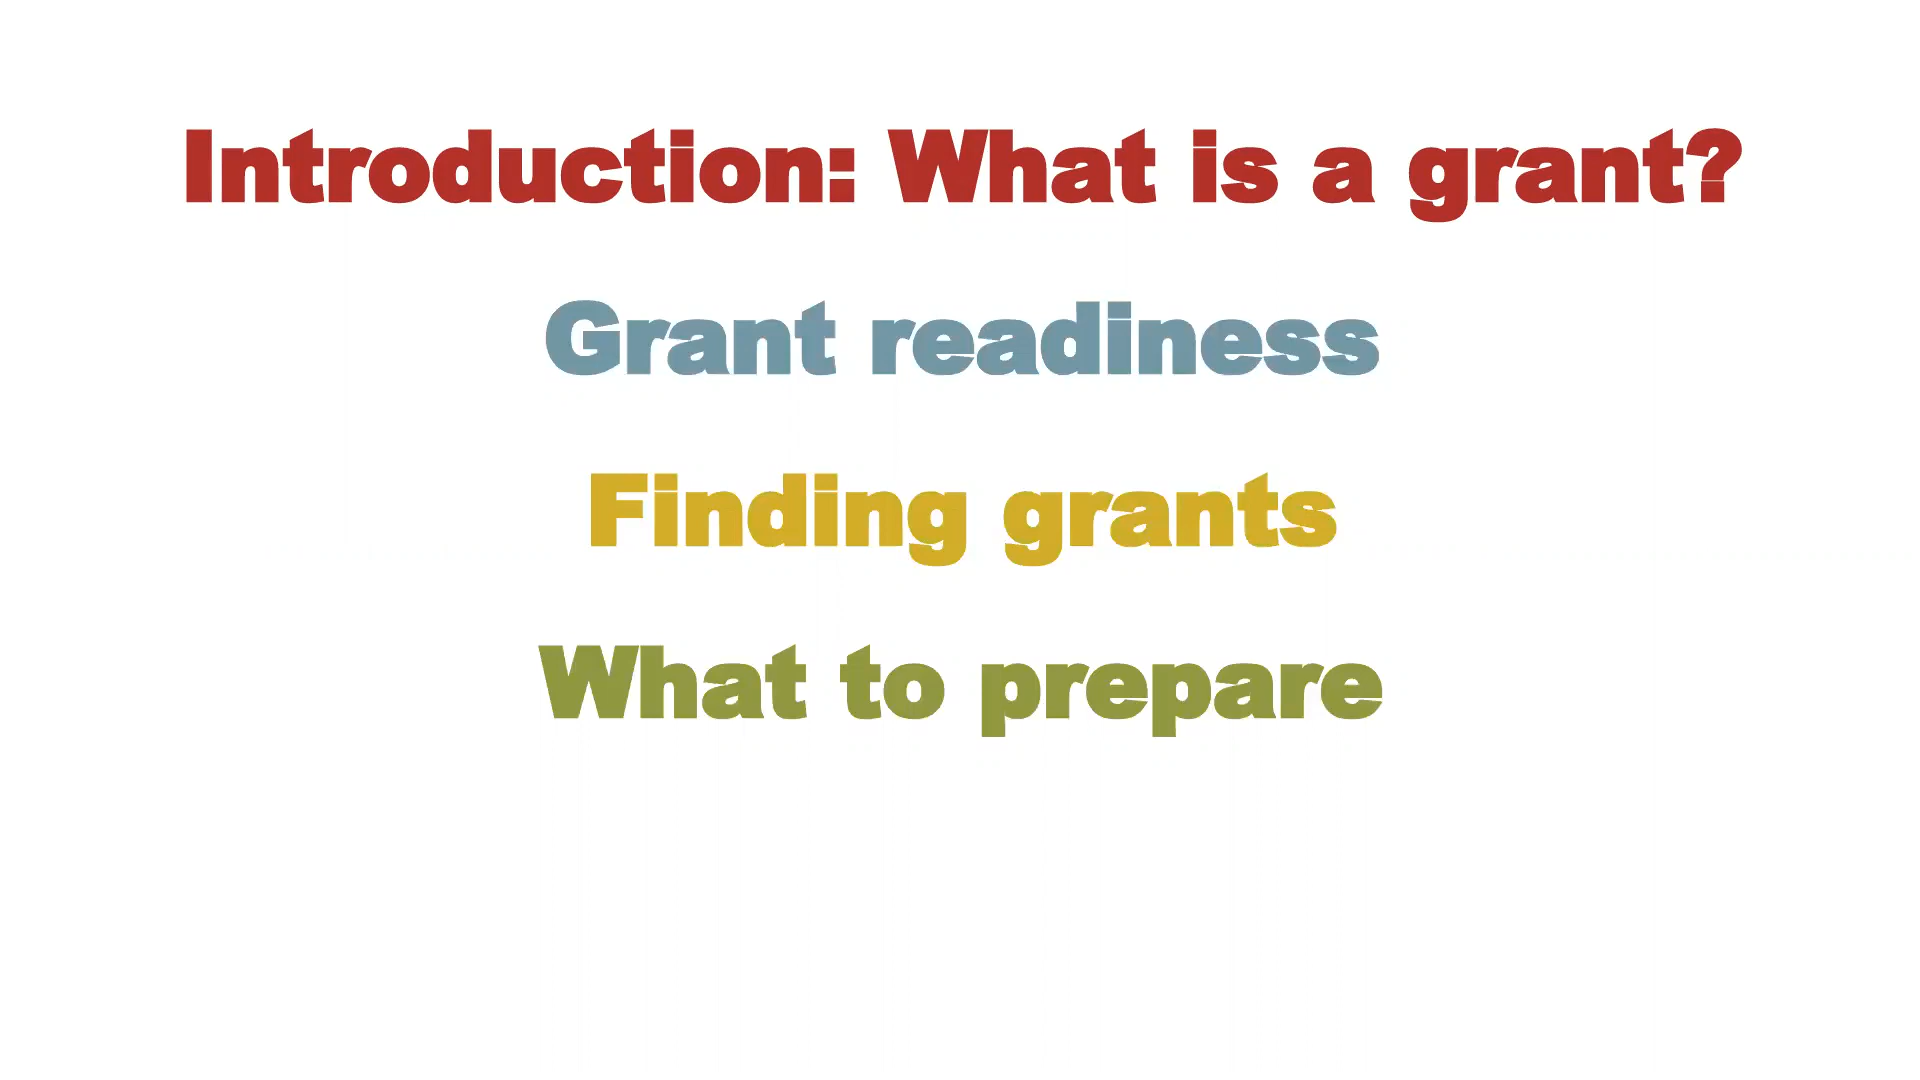 Introduction: What is a grant?
Grant readiness
Finding grants
What to prepare